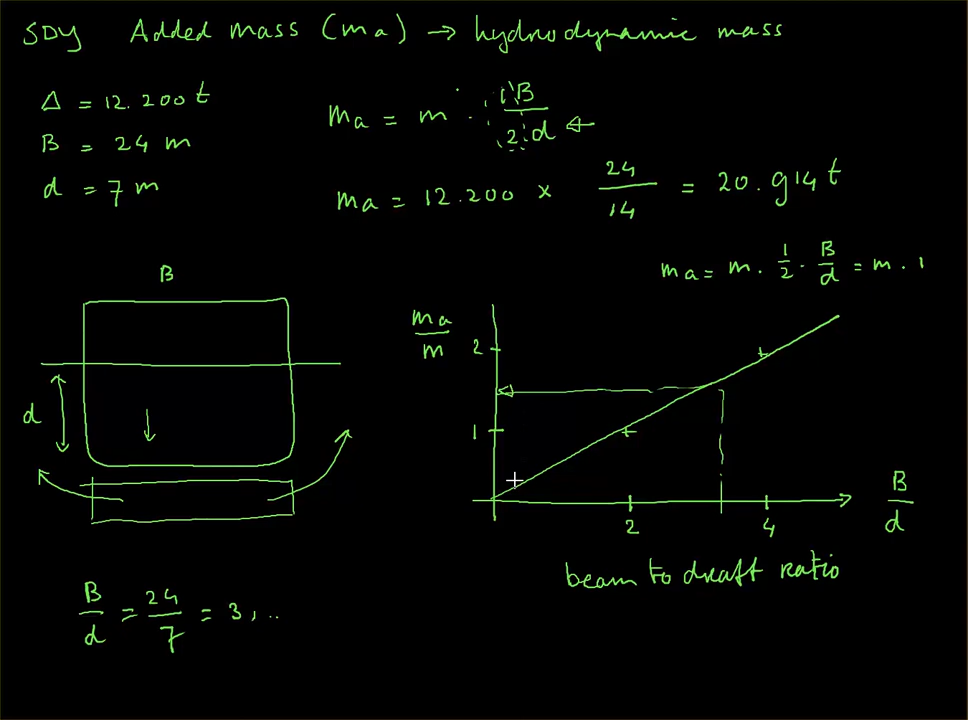 SDY Added mass (ma) → hydrodynamic mass
Δ = 12.200 t
B = 24 m
d = 7 m
ma = m · B / 2 d ⇐
ma = 12.200 x 24 / 14 = 20.914 t
ma = m · 1/2 · B/d = m · 1
B
d
ma / m
2
1
2
4
B / d
beam to draft ratio
B / d = 24 / 7 = 3, ..